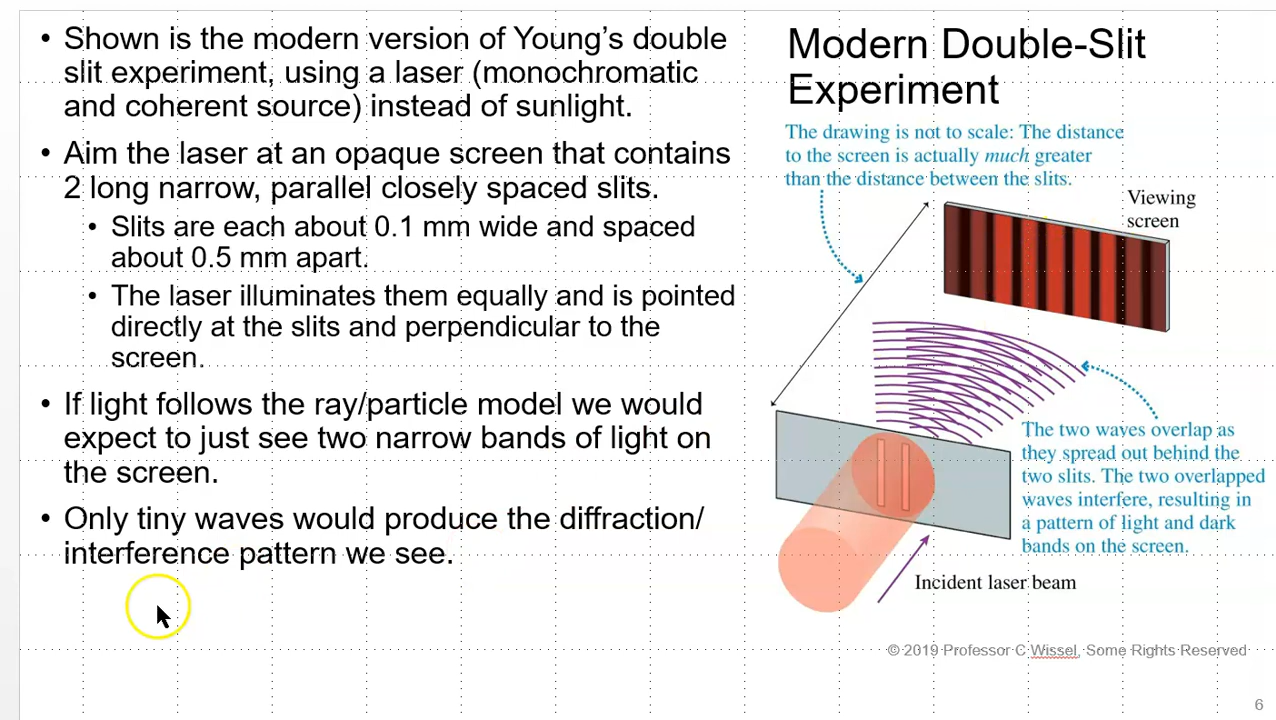 • Shown is the modern version of Young's double
slit experiment, using a laser (monochromatic
and coherent source) instead of sunlight.
• Aim the laser at an opaque screen that contains
2 long narrow, parallel closely spaced slits.
• Slits are each about 0.1 mm wide and spaced
about 0.5 mm apart.
• The laser illuminates them equally and is pointed
directly at the slits and perpendicular to the
screen.
• If light follows the ray/particle model we would
expect to just see two narrow bands of light on
the screen.
• Only tiny waves would produce the diffraction/
interference pattern we see.
Modern Double-Slit
Experiment
The drawing is not to scale: The distance
to the screen is actually much greater
than the distance between the slits.
Viewing
screen
The two waves overlap as
they spread out behind the
two slits. The two overlapped
waves interfere, resulting in
a pattern of light and dark
bands on the screen.
Incident laser beam
© 2019 Professor C Wissel, Some Rights Reserved
6